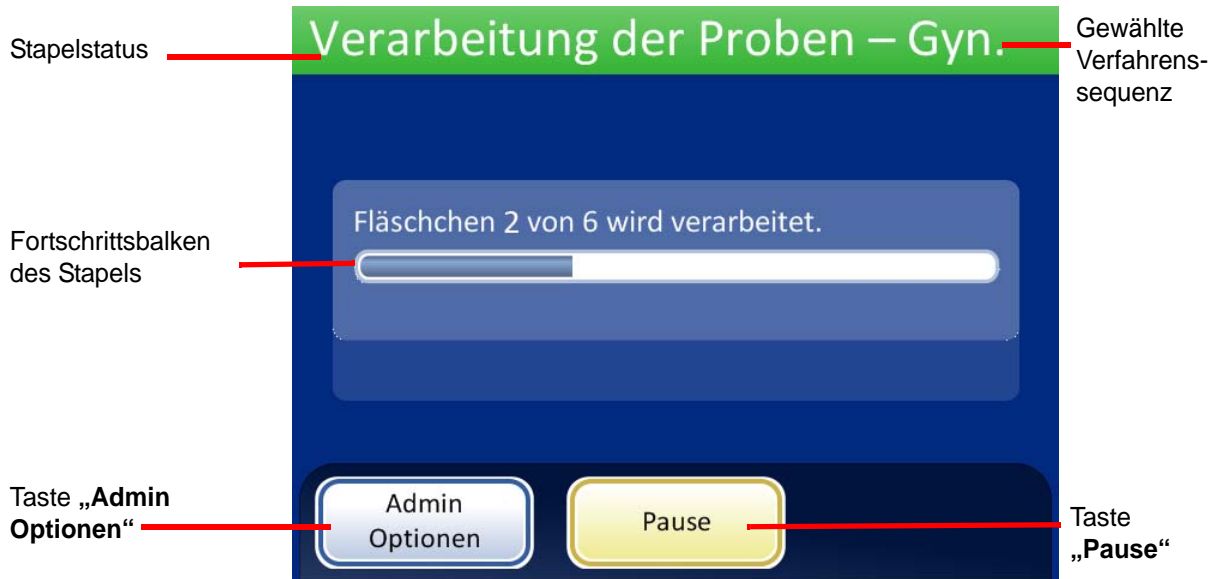 Verarbeitung der Proben – Gyn.
Stapelstatus
Gewählte
Verfahrens-
sequenz
Fläschchen 2 von 6 wird verarbeitet.
Fortschrittsbalken
des Stapels
Taste „Admin
Optionen“
Admin
Optionen
Pause
Taste
„Pause“